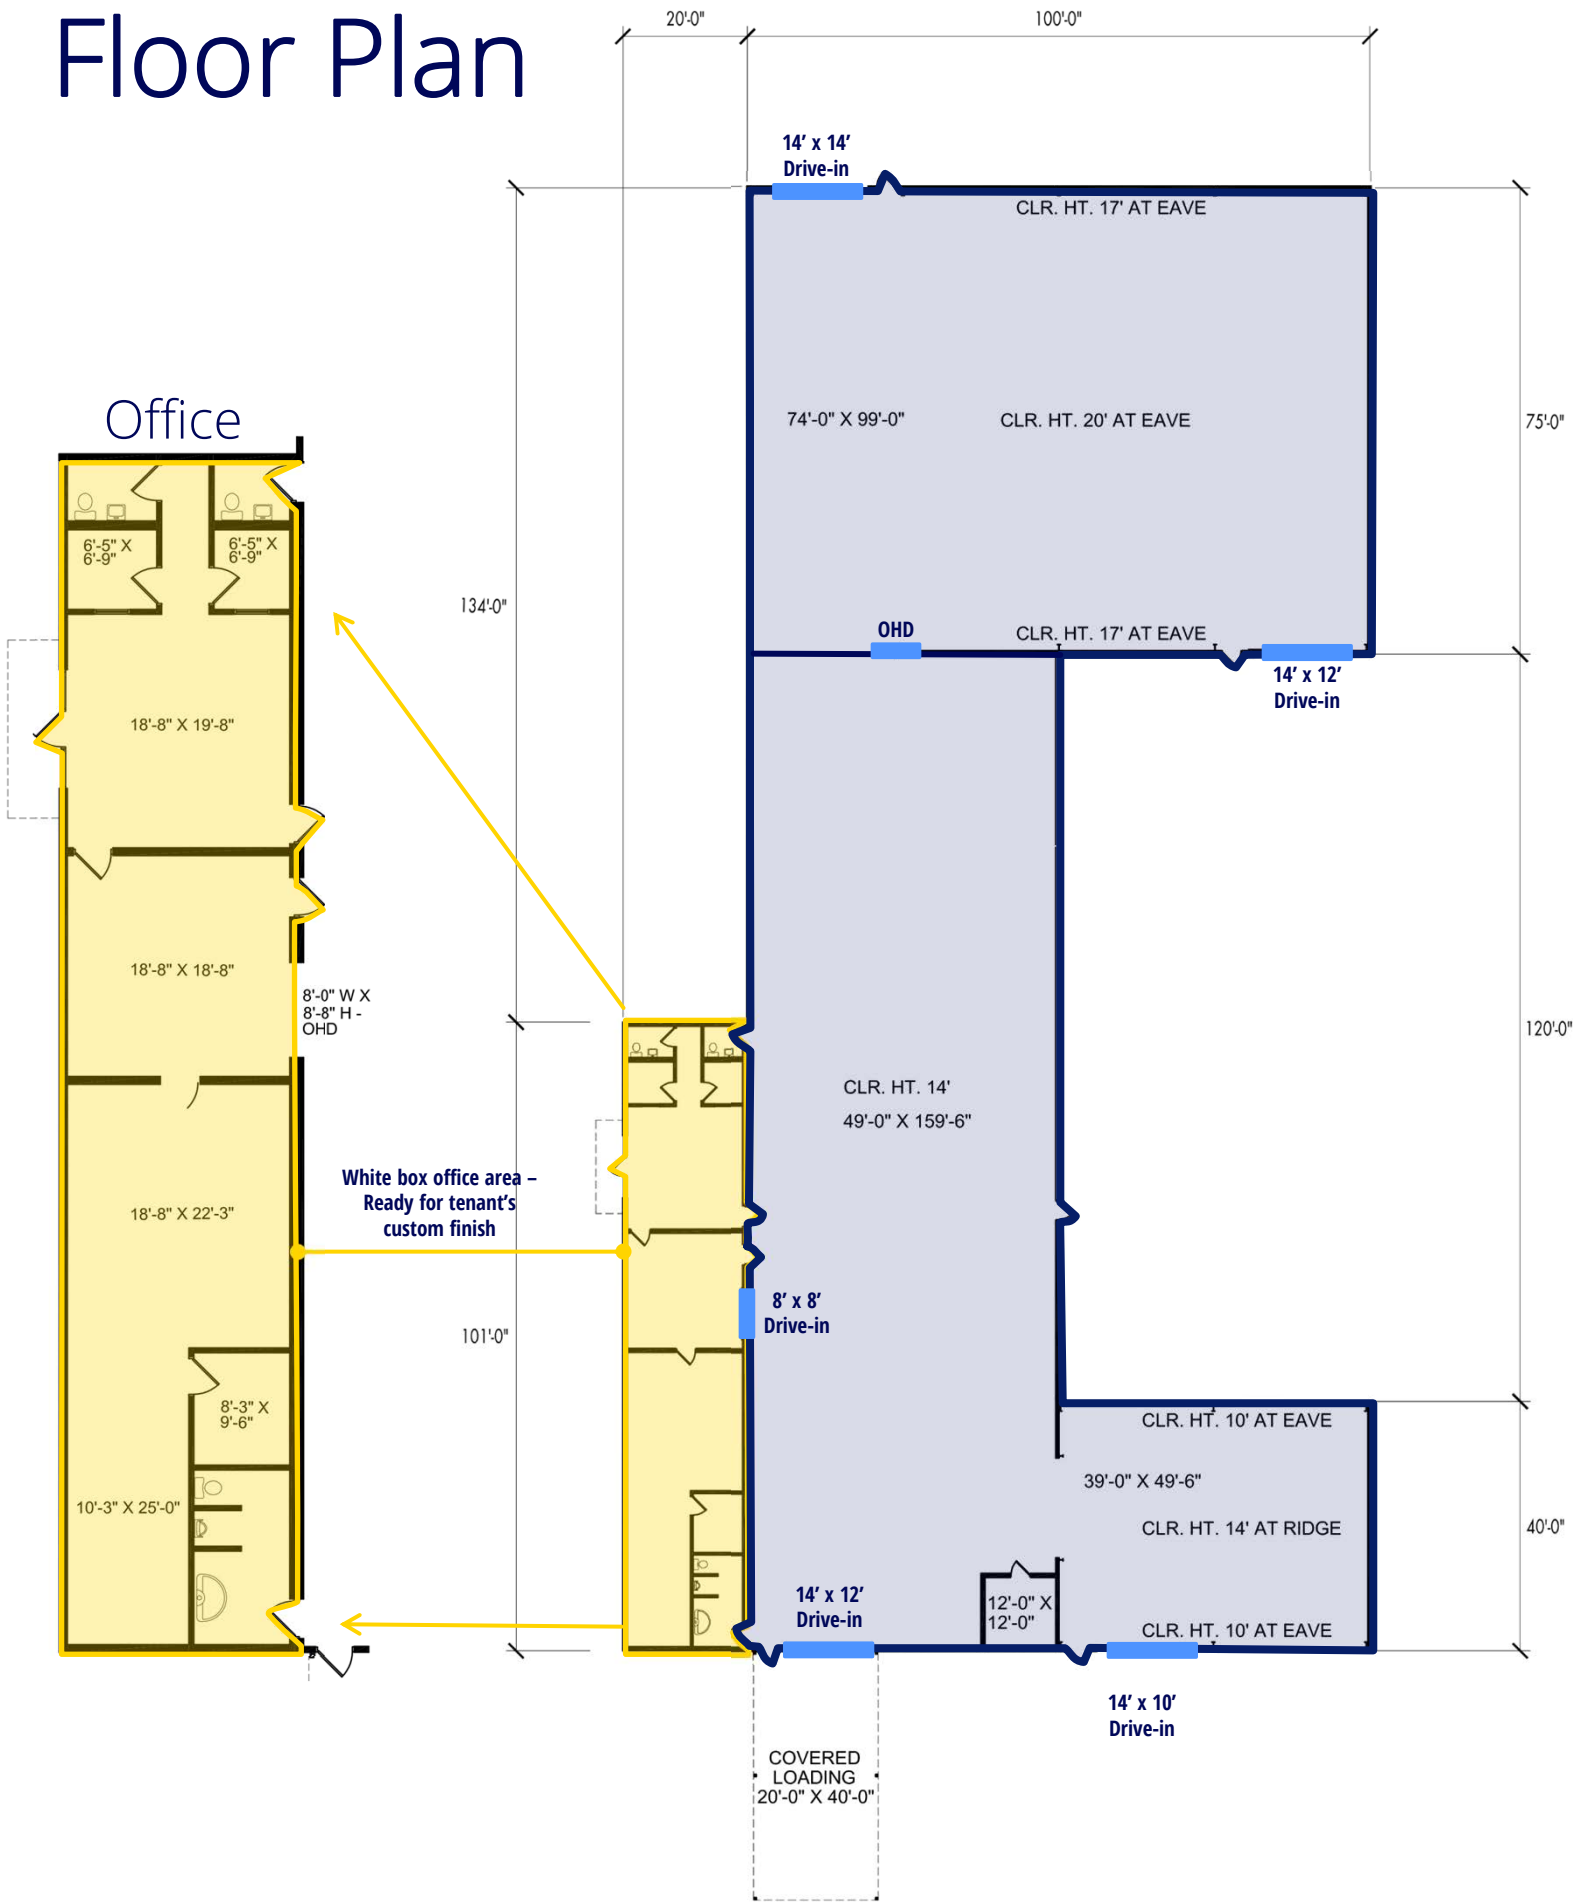 Floor Plan
20'-0"
100'-0"
14' x 14'
Drive-in
CLR. HT. 17' AT EAVE
74'-0" X 99'-0"
CLR. HT. 20' AT EAVE
75'-0"
Office
6'-5" X
6'-9"
6'-5" X
6'-9"
134'-0"
OHD
CLR. HT. 17' AT EAVE
14' x 12'
Drive-in
18'-8" X 19'-8"
18'-8" X 18'-8"
8'-0" W X
8'-8" H -
OHD
120'-0"
CLR. HT. 14'
49'-0" X 159'-6"
White box office area –
Ready for tenant's
custom finish
18'-8" X 22'-3"
8' x 8'
Drive-in
101'-0"
8'-3" X
9'-6"
CLR. HT. 10' AT EAVE
39'-0" X 49'-6"
10'-3" X 25'-0"
CLR. HT. 14' AT RIDGE
40'-0"
14' x 12'
Drive-in
12'-0" X
12'-0"
CLR. HT. 10' AT EAVE
14' x 10'
Drive-in
COVERED
LOADING
20'-0" X 40'-0"